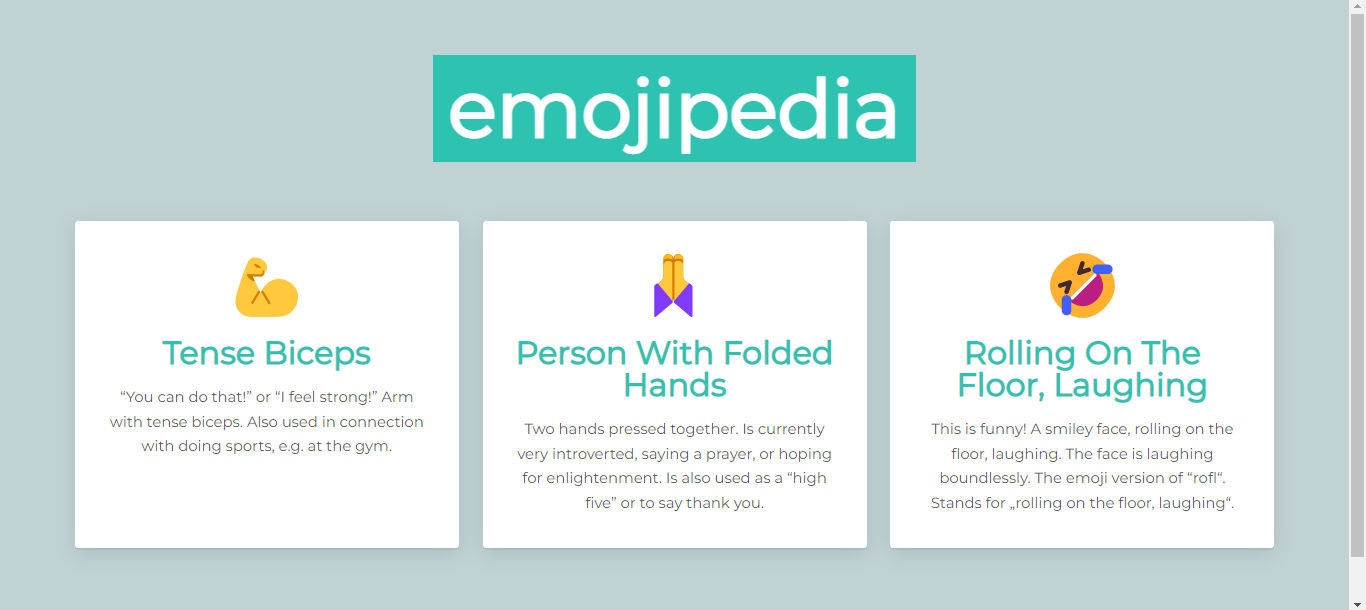 emojipedia
Tense Biceps
“You can do that!” or “I feel strong!” Arm
with tense biceps. Also used in connection
with doing sports, e.g. at the gym.
Person With Folded
Hands
Two hands pressed together. Is currently
very introverted, saying a prayer, or hoping
for enlightenment. Is also used as a “high
five” or to say thank you.
Rolling On The
Floor, Laughing
This is funny! A smiley face, rolling on the
floor, laughing. The face is laughing
boundlessly. The emoji version of “rofl“.
Stands for „rolling on the floor, laughing“.